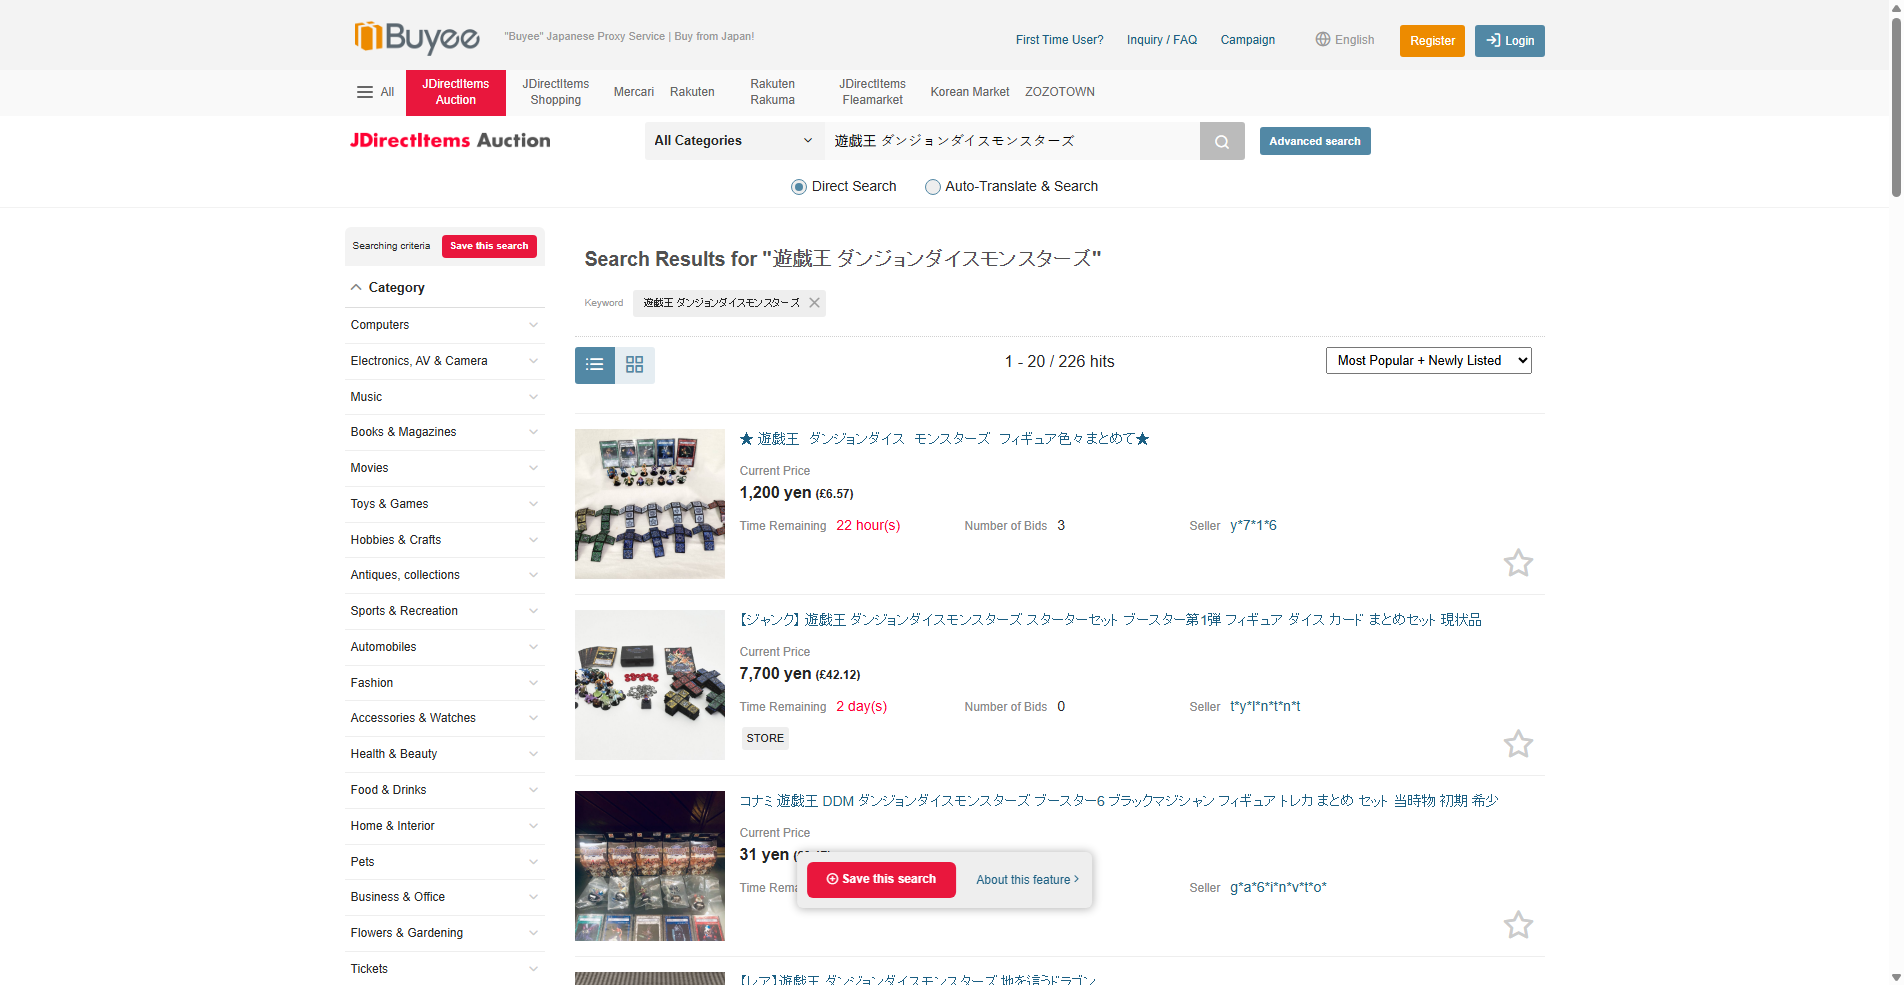 Buyee
"Buyee" Japanese Proxy Service | Buy from Japan!
First Time User?
Inquiry / FAQ
Campaign
English
Register
Login
All
JDirectItems Auction
JDirectItems Shopping
Mercari
Rakuten
Rakuten Rakuma
JDirectItems Fleamarket
Korean Market
ZOZOTOWN
JDirectItems Auction
All Categories
遊戯王 ダンジョンダイスモンスターズ
Advanced search
Direct Search
Auto-Translate & Search
Searching criteria
Save this search
Category
Computers
Electronics, AV & Camera
Music
Books & Magazines
Movies
Toys & Games
Hobbies & Crafts
Antiques, collections
Sports & Recreation
Automobiles
Fashion
Accessories & Watches
Health & Beauty
Food & Drinks
Home & Interior
Pets
Business & Office
Flowers & Gardening
Tickets
Search Results for "遊戯王 ダンジョンダイスモンスターズ"
Keyword
遊戯王 ダンジョンダイスモンスターズ
1 - 20 / 226 hits
Most Popular + Newly Listed
★ 遊戯王　ダンジョンダイス　モンスターズ　フィギュア色々まとめて★
Current Price
1,200 yen (£6.57)
Time Remaining 22 hour(s)
Number of Bids 3
Seller y*7*1*6
【ジャンク】 遊戯王 ダンジョンダイスモンスターズ スターターセット ブースター第1弾 フィギュア ダイス カード まとめセット 現状品
Current Price
7,700 yen (£42.12)
Time Remaining 2 day(s)
Number of Bids 0
Seller t*y*l*n*t*n*t
STORE
コナミ 遊戯王 DDM ダンジョンダイスモンスターズ ブースター6 ブラックマジシャン フィギュア トレカ まとめ セット 当時物 初期 希少
Current Price
31 yen
Time
Seller g*a*6*i*n*v*t*o*
Save this search
About this feature
【レア】遊戯王 ダンジョンダイスモンスターズ 地を這うドラゴン